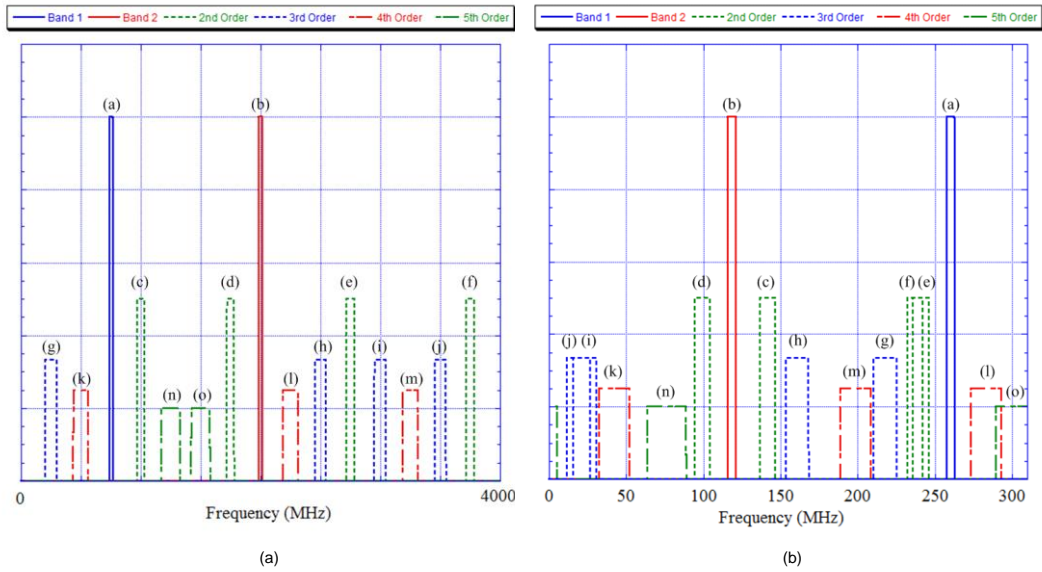 Band 1 Band 2 2nd Order 3rd Order 4th Order 5th Order
(a) (b)
(c) (d) (e) (f)
(g) (h) (i) (j)
(k) (l) (m)
(n) (o)
0 4000
Frequency (MHz)
(a)
Band 1 Band 2 2nd Order 3rd Order 4th Order 5th Order
(b) (a)
(d) (c) (f) (e)
(j) (i) (h) (g)
(k) (m) (l)
(n) (o)
0 50 100 150 200 250 300
Frequency (MHz)
(b)